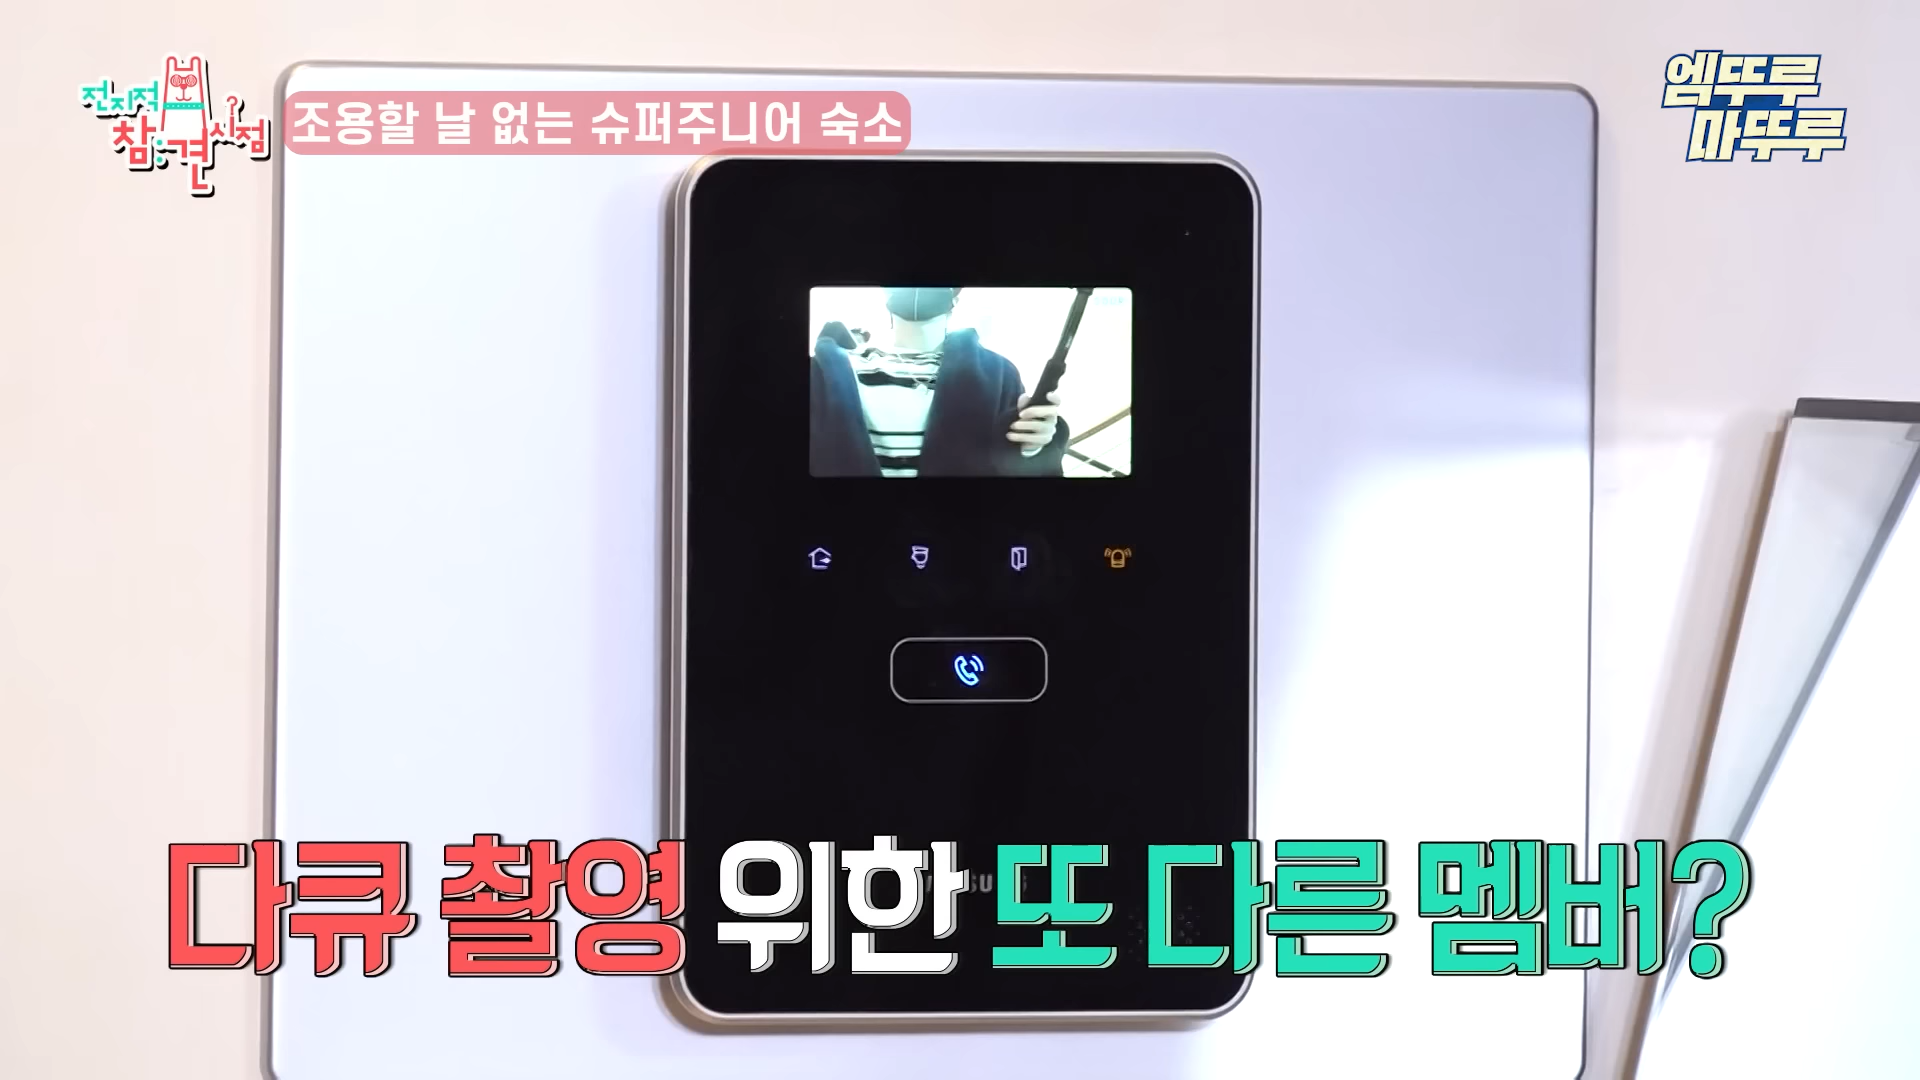 전지적
참견
시점
조용할 날 없는 슈퍼주니어 숙소
엠뚜루
마뚜루
다큐 촬영 위한 또 다른 멤버?